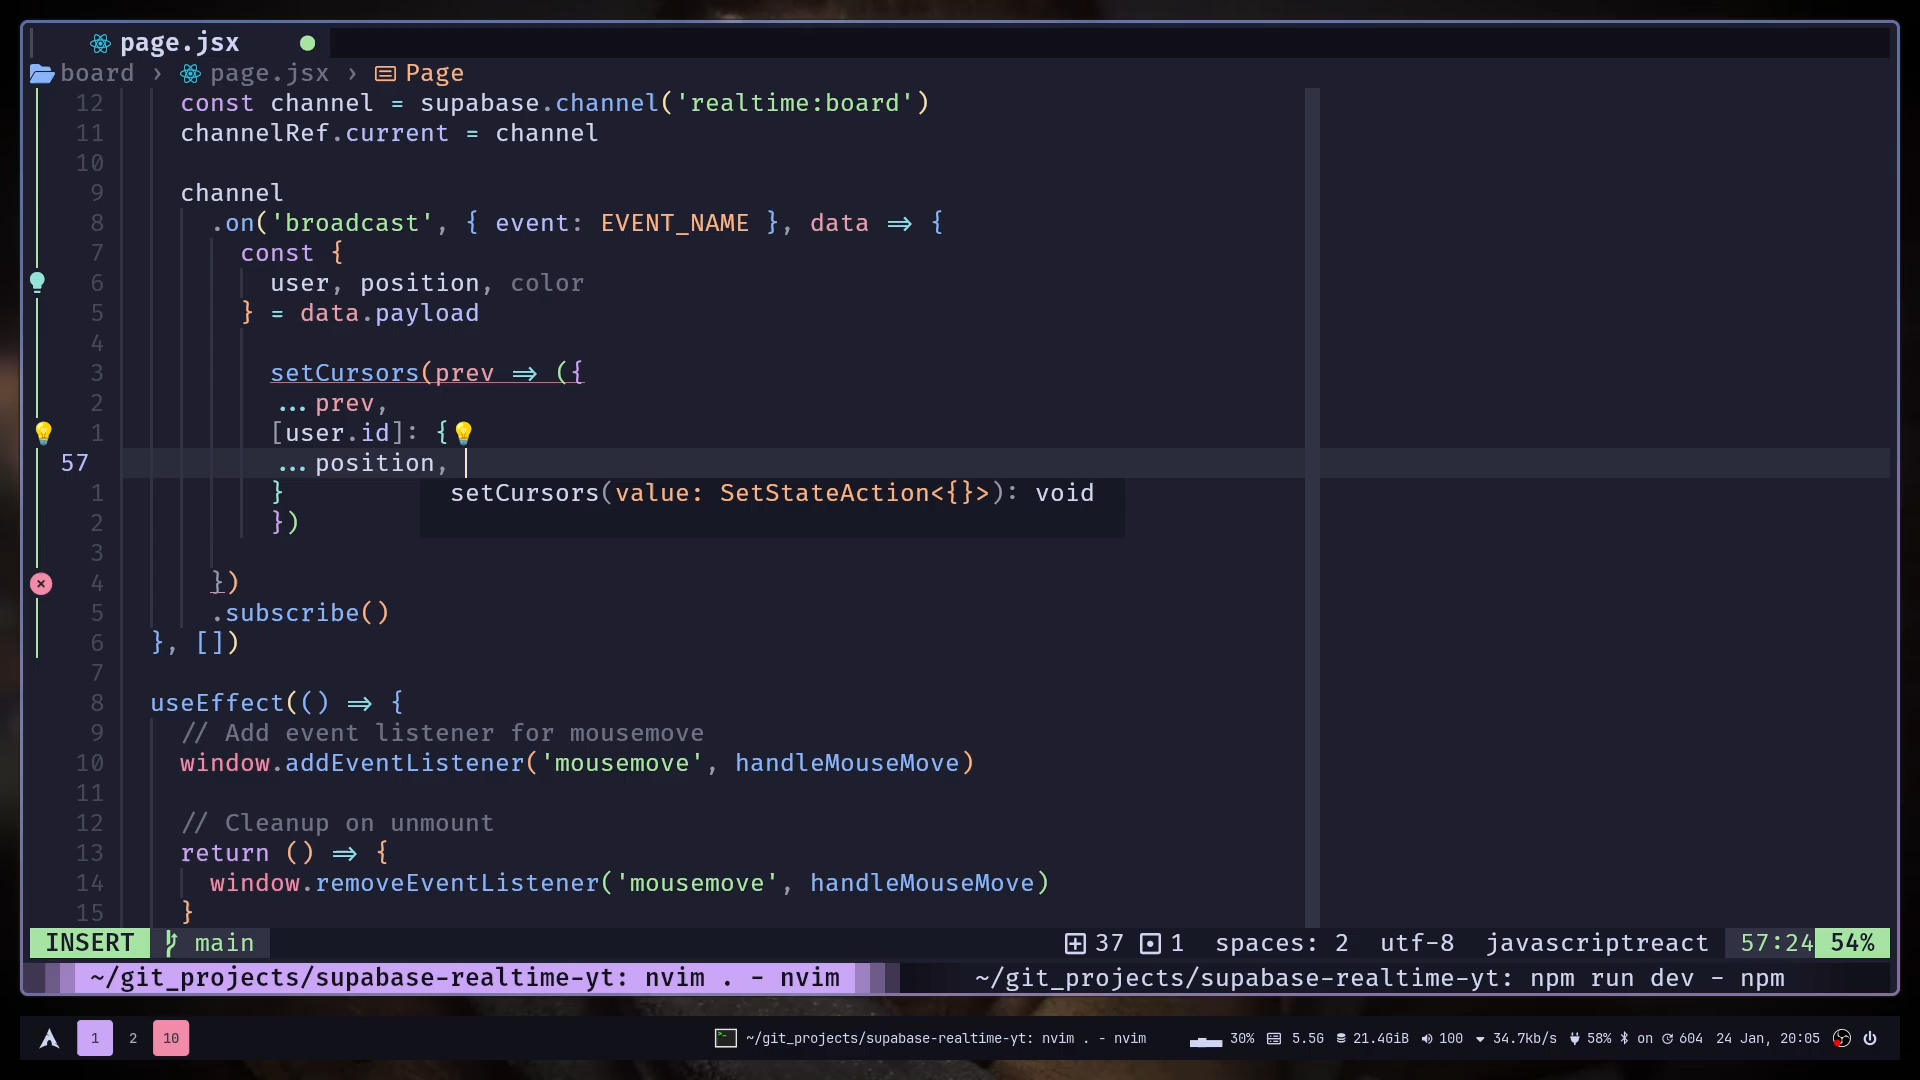 page.jsx
board › page.jsx › Page
12 const channel = supabase.channel('realtime:board')
11 channelRef.current = channel
10
9 channel
8 .on('broadcast', { event: EVENT_NAME }, data => {
7 const {
6 user, position, color
5 } = data.payload
4
3 setCursors(prev => ({
2 ...prev,
1 [user.id]: {
57 ...position,
1 } setCursors(value: SetStateAction<{}>): void
2 })
3
4 })
5 .subscribe()
6 }, [])
7
8 useEffect(() => {
9 // Add event listener for mousemove
10 window.addEventListener('mousemove', handleMouseMove)
11
12 // Cleanup on unmount
13 return () => {
14 window.removeEventListener('mousemove', handleMouseMove)
15 }
INSERT main 37 1 spaces: 2 utf-8 javascriptreact 57:24 54%
~/git_projects/supabase-realtime-yt: nvim . - nvim ~/git_projects/supabase-realtime-yt: npm run dev - npm
1 2 10 ~/git_projects/supabase-realtime-yt: nvim . - nvim 30% 5.5G 21.4GiB 100 34.7kb/s 58% on 604 24 Jan, 20:05